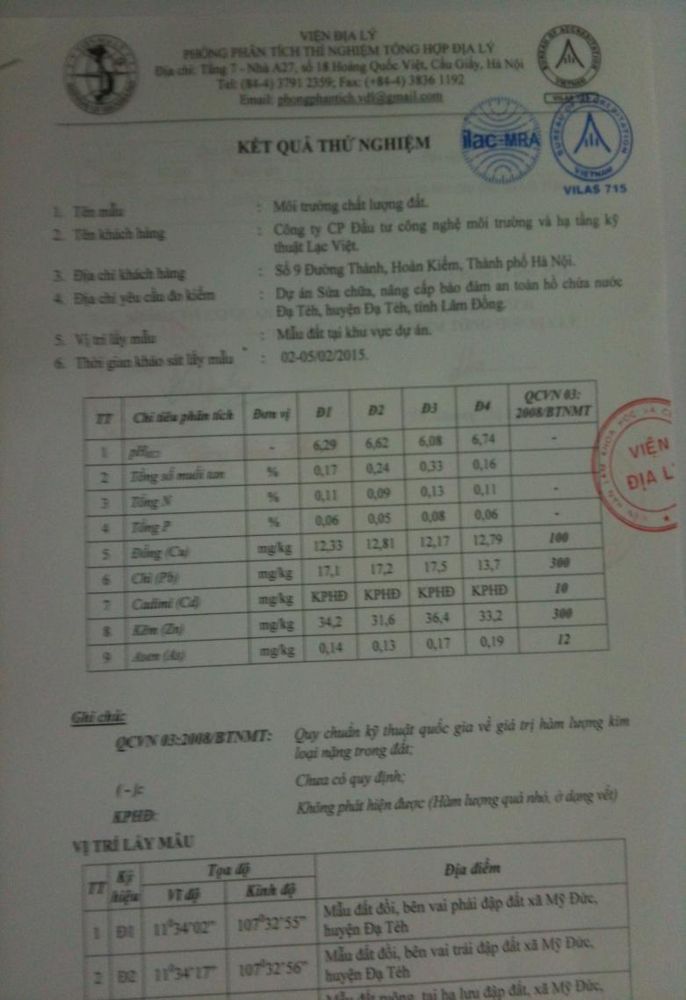 VIỆN ĐỊA LÝ
PHÒNG PHÂN TÍCH THÍ NGHIỆM TỔNG HỢP ĐỊA LÝ
Địa chỉ: Tầng 7 - Nhà A27, số 18 Hoàng Quốc Việt, Cầu Giấy, Hà Nội
Tel: (84-4) 3791 2359; Fax: (+84-4) 3836 1192
Email: phongphantich.vdl@gmail.com
BUREAU OF ACCREDITATION
VIETNAM
KẾT QUẢ THỬ NGHIỆM
ilac-MRA
BUREAU OF ACCREDITATION
VIETNAM
VILAS 715
1. Tên mẫu : Môi trường chất lượng đất.
2. Tên khách hàng : Công ty CP Đầu tư công nghệ môi trường và hạ tầng kỹ
thuật Lạc Việt.
3. Địa chỉ khách hàng : Số 9 Đường Thành, Hoàn Kiếm, Thành phố Hà Nội.
4. Địa chỉ yêu cầu đo kiểm : Dự án Sửa chữa, nâng cấp bảo đảm an toàn hồ chứa nước
Đạ Tẻh, huyện Đạ Tẻh, tỉnh Lâm Đồng.
5. Vị trí lấy mẫu : Mẫu đất tại khu vực dự án.
6. Thời gian khảo sát lấy mẫu : 02-05/02/2015.
TT Chỉ tiêu phân tích Đơn vị Đ1 Đ2 Đ3 Đ4 QCVN 03:
2008/BTNMT
1 pH - 6,29 6,62 6,08 6,74 -
2 Tổng số muối tan % 0,17 0,24 0,33 0,16
3 Tổng N % 0,11 0,09 0,13 0,11 -
4 Tổng P % 0,06 0,05 0,08 0,06 -
5 Đồng (Cu) mg/kg 12,33 12,81 12,17 12,79 100
6 Chì (Pb) mg/kg 17,1 17,2 17,5 13,7 300
7 Cadimi (Cd) mg/kg KPHĐ KPHĐ KPHĐ KPHĐ 10
8 Kẽm (Zn) mg/kg 34,2 31,6 36,4 33,2 300
9 Asen (As) mg/kg 0,14 0,13 0,17 0,19 12
VIỆN
ĐỊA L
Ghi chú:
QCVN 03:2008/BTNMT: Quy chuẩn kỹ thuật quốc gia về giá trị hàm lượng kim
loại nặng trong đất;
( - ): Chưa có quy định;
KPHĐ: Không phát hiện được (Hàm lượng quá nhỏ, ở dạng vết)
VỊ TRÍ LẤY MẪU
TT Ký hiệu Tọa độ Địa điểm
Vĩ độ Kinh độ
1 Đ1 11⁰34'02" 107⁰32'55" Mẫu đất đồi, bên vai phải đập đất xã Mỹ Đức,
huyện Đạ Tẻh
2 Đ2 11⁰34'17" 107⁰32'56" Mẫu đất đồi, bên vai trái đập đất xã Mỹ Đức,
huyện Đạ Tẻh
Mẫu đất ruộng, tại hạ lưu đập đất, xã Mỹ Đức,